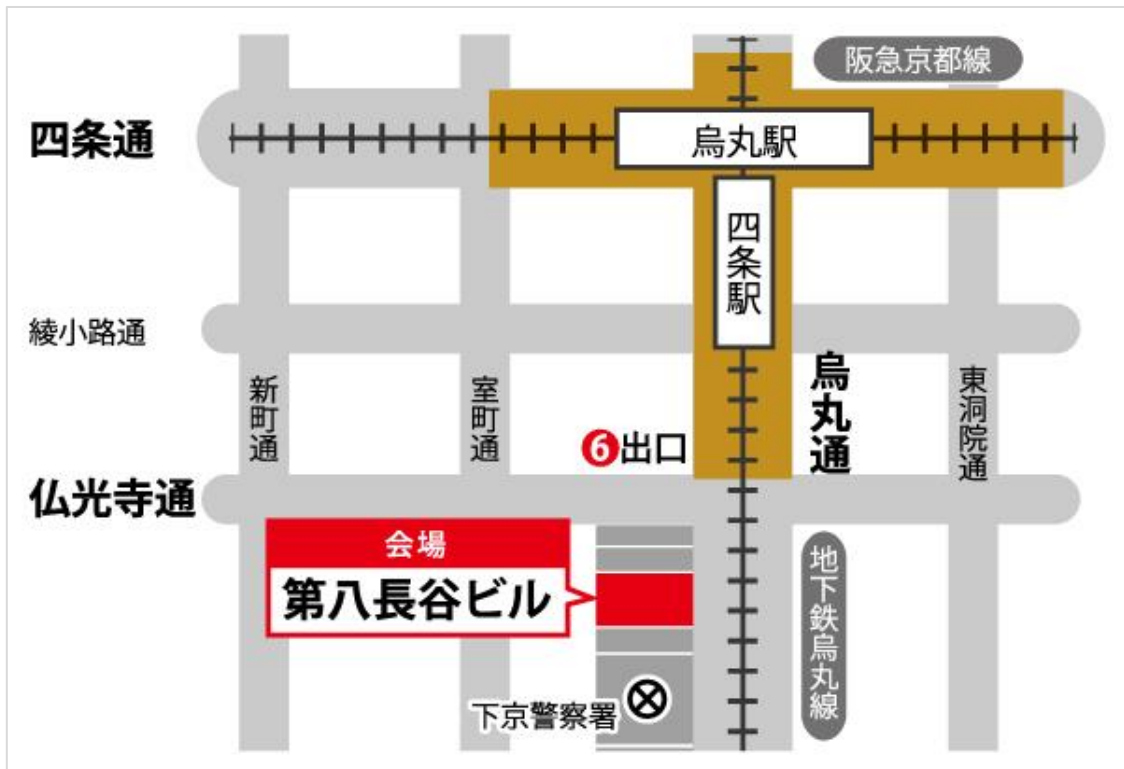 阪急京都線
四条通
烏丸駅
四条駅
綾小路通
新町通
室町通
烏丸通
東洞院通
❻出口
仏光寺通
会場
第八長谷ビル
地下鉄烏丸線
下京警察署